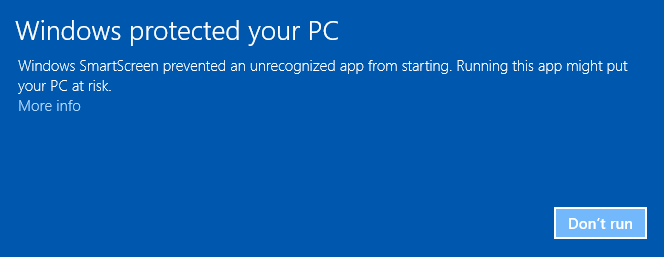 Windows protected your PC
Windows SmartScreen prevented an unrecognized app from starting. Running this app might put
your PC at risk.
More info
Don't run